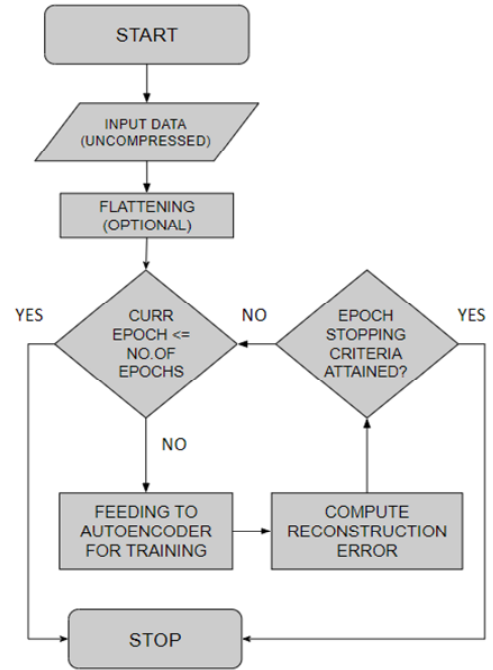 START
INPUT DATA
(UNCOMPRESSED)
FLATTENING
(OPTIONAL)
YES
CURR
EPOCH <=
NO.OF
EPOCHS
NO
EPOCH
STOPPING
CRITERIA
ATTAINED?
YES
NO
FEEDING TO
AUTOENCODER
FOR TRAINING
COMPUTE
RECONSTRUCTION
ERROR
STOP